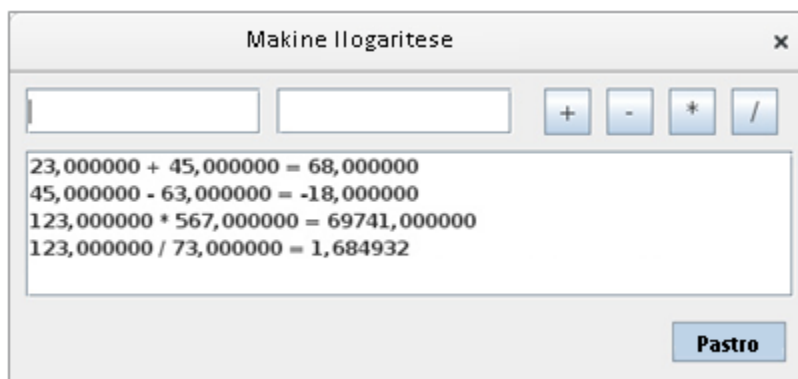 Makine llogaritese
×
+ - * /
23,000000 + 45,000000 = 68,000000
45,000000 - 63,000000 = -18,000000
123,000000 * 567,000000 = 69741,000000
123,000000 / 73,000000 = 1,684932
Pastro